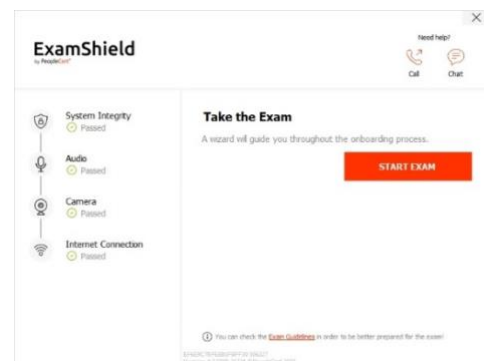 Need help?
ExamShield
by PeopleCert
Call
Chat
System Integrity
Passed
Audio
Passed
Camera
Passed
Internet Connection
Passed
Take the Exam
A wizard will guide you throughout the onboarding process.
START EXAM
You can check the Exam Guidelines in order to be better prepared for the exam!